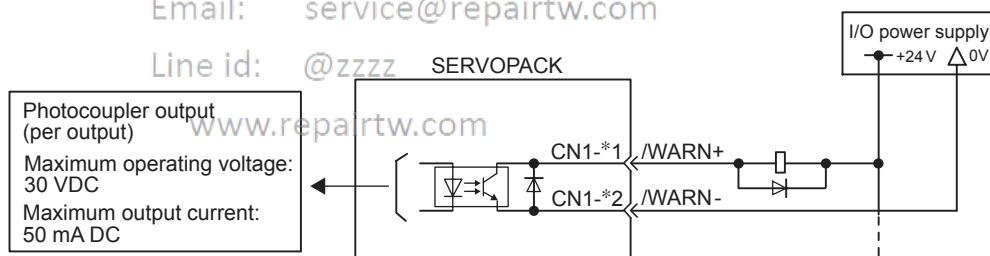 Email: service@repairtw.com
I/O power supply
+24 V 0V
Line id: @zzzz
SERVOPACK
Photocoupler output
(per output)
Maximum operating voltage:
30 VDC
Maximum output current:
50 mA DC
www.repairtw.com
CN1-*1 /WARN+
CN1-*2 /WARN-